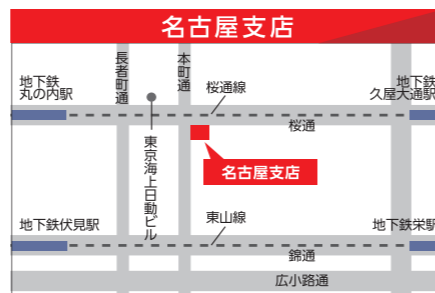 名古屋支店
長者町通
本町通
地下鉄
丸の内駅
桜通線
地下鉄
久屋大通駅
桜通
東京海上日動ビル
名古屋支店
地下鉄伏見駅
東山線
地下鉄栄駅
錦通
広小路通